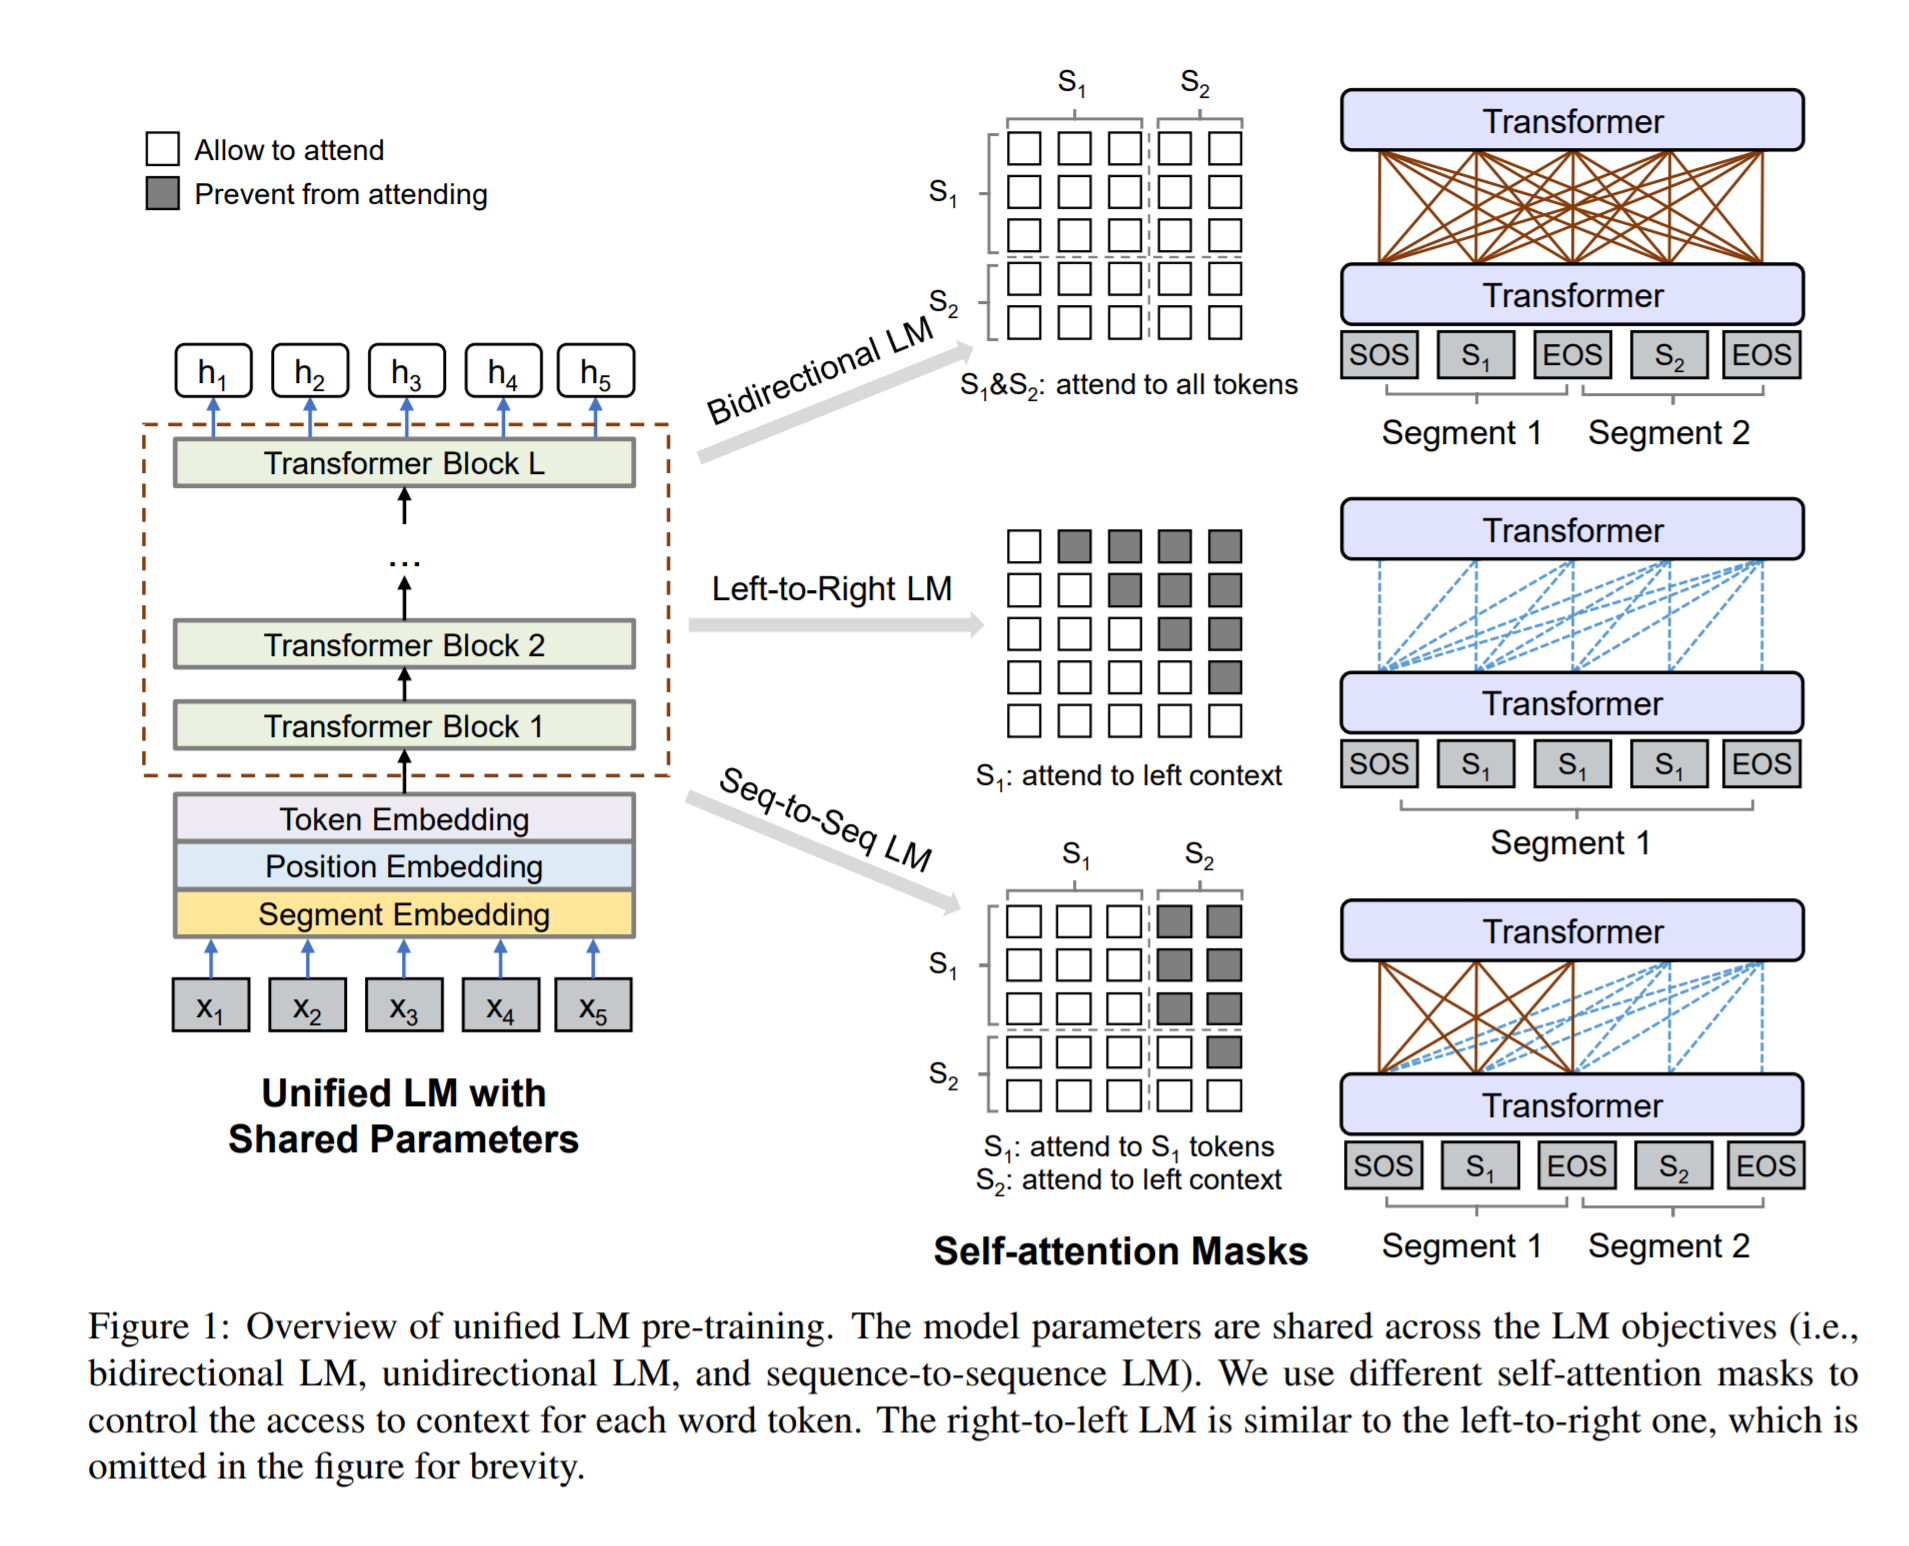 Allow to attend
Prevent from attending
h1 h2 h3 h4 h5
Transformer Block L
...
Transformer Block 2
Transformer Block 1
Token Embedding
Position Embedding
Segment Embedding
x1 x2 x3 x4 x5
Unified LM with
Shared Parameters
Bidirectional LM
Left-to-Right LM
Seq-to-Seq LM
S1 S2
S1
S2
S1&S2: attend to all tokens
Transformer
Transformer
SOS S1 EOS S2 EOS
Segment 1 Segment 2
S1: attend to left context
Transformer
Transformer
SOS S1 S1 S1 EOS
Segment 1
S1 S2
S1
S2
S1: attend to S1 tokens
S2: attend to left context
Self-attention Masks
Transformer
Transformer
SOS S1 EOS S2 EOS
Segment 1 Segment 2
Figure 1: Overview of unified LM pre-training. The model parameters are shared across the LM objectives (i.e.,
bidirectional LM, unidirectional LM, and sequence-to-sequence LM). We use different self-attention masks to
control the access to context for each word token. The right-to-left LM is similar to the left-to-right one, which is
omitted in the figure for brevity.